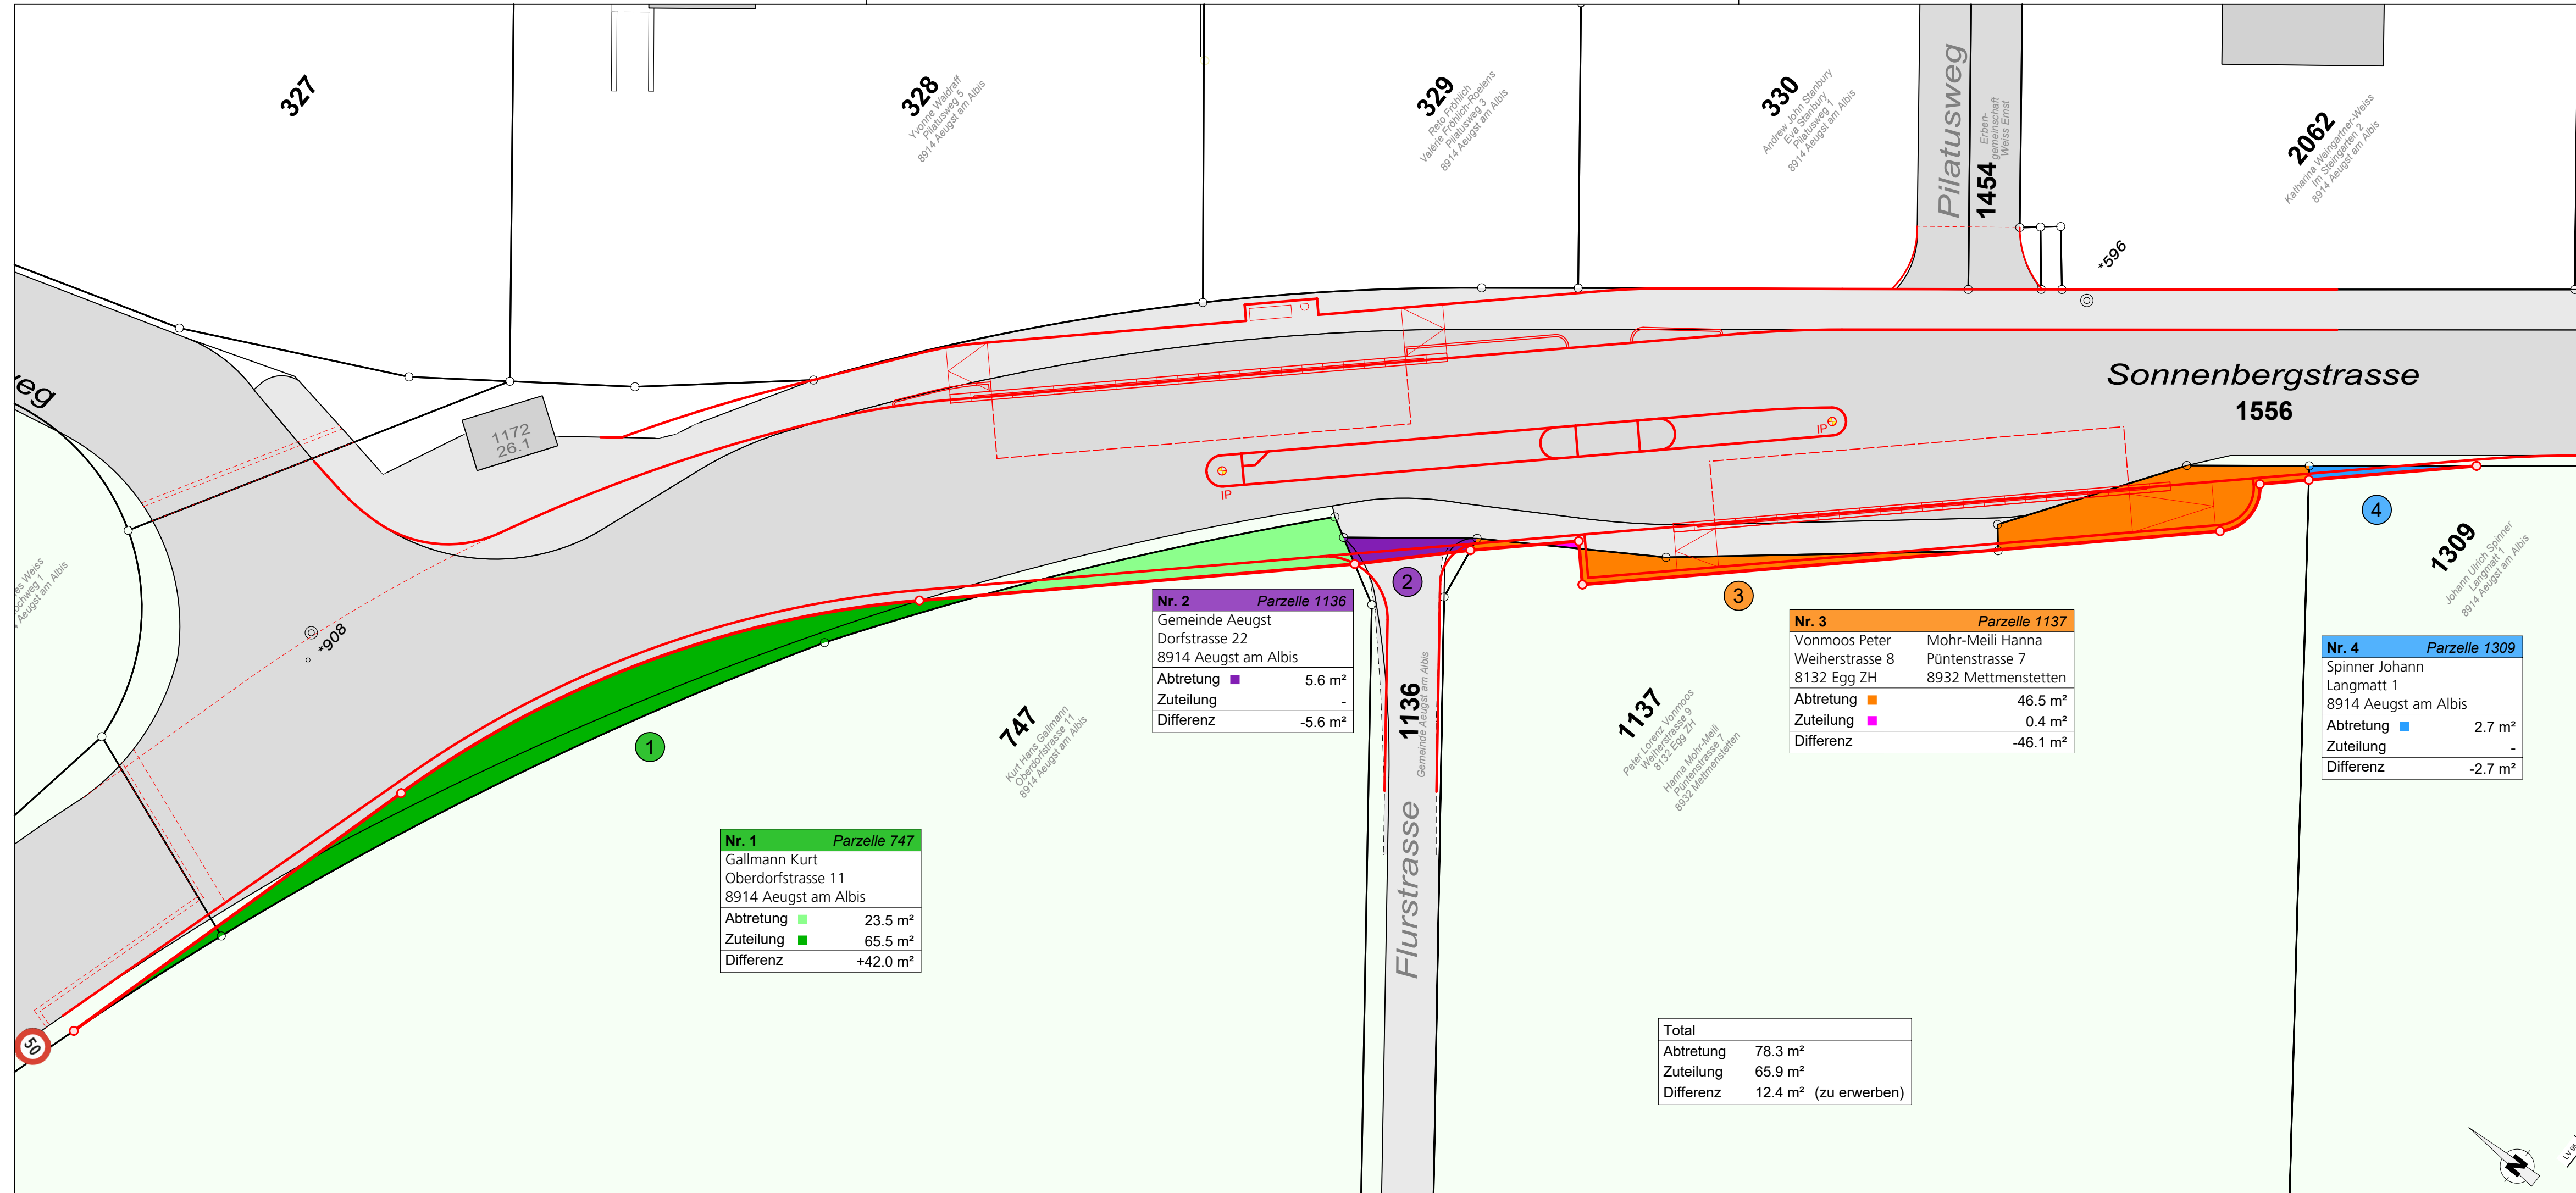 327
328
Yvonne Waldraff
Pilatusweg 5
8914 Aeugst am Albis
329
Reto Fröhlich
Valérie Fröhlich-Roelens
Pilatusweg 3
8914 Aeugst am Albis
330
Andrew John Stanbury
Eva Stanbury
Pilatusweg 1
8914 Aeugst am Albis
Pilatusweg
1454
Erben-
gemeinschaft
Weiss Ernst
2062
Katharina Weingartner-Weiss
Im Steingarten 2
8914 Aeugst am Albis
*596
Sonnenbergstrasse
1556
weg
1172
26.1
IP
IP
*908
es Weiss
ochweg 1
Aeugst am Albis
1
2
3
4
1309
Johann Ulrich Spinner
Langmatt 1
8914 Aeugst am Albis
Nr. 2 Parzelle 1136
Gemeinde Aeugst
Dorfstrasse 22
8914 Aeugst am Albis
Abtretung 5.6 m²
Zuteilung -
Differenz -5.6 m²
Nr. 3 Parzelle 1137
Vonmoos Peter Mohr-Meili Hanna
Weiherstrasse 8 Püntenstrasse 7
8132 Egg ZH 8932 Mettmenstetten
Abtretung 46.5 m²
Zuteilung 0.4 m²
Differenz -46.1 m²
Nr. 4 Parzelle 1309
Spinner Johann
Langmatt 1
8914 Aeugst am Albis
Abtretung 2.7 m²
Zuteilung -
Differenz -2.7 m²
747
Kurt Hans Gallmann
Oberdorfstrasse 11
8914 Aeugst am Albis
1136
Gemeinde Aeugst am Albis
Flurstrasse
1137
Peter Lorenz Vonmoos
Weiherstrasse 9
8132 Egg ZH
Hanna Mohr-Meili
Püntenstrasse 7
8932 Mettmenstetten
Nr. 1 Parzelle 747
Gallmann Kurt
Oberdorfstrasse 11
8914 Aeugst am Albis
Abtretung 23.5 m²
Zuteilung 65.5 m²
Differenz +42.0 m²
50
Total
Abtretung 78.3 m²
Zuteilung 65.9 m²
Differenz 12.4 m² (zu erwerben)
N
LV 95